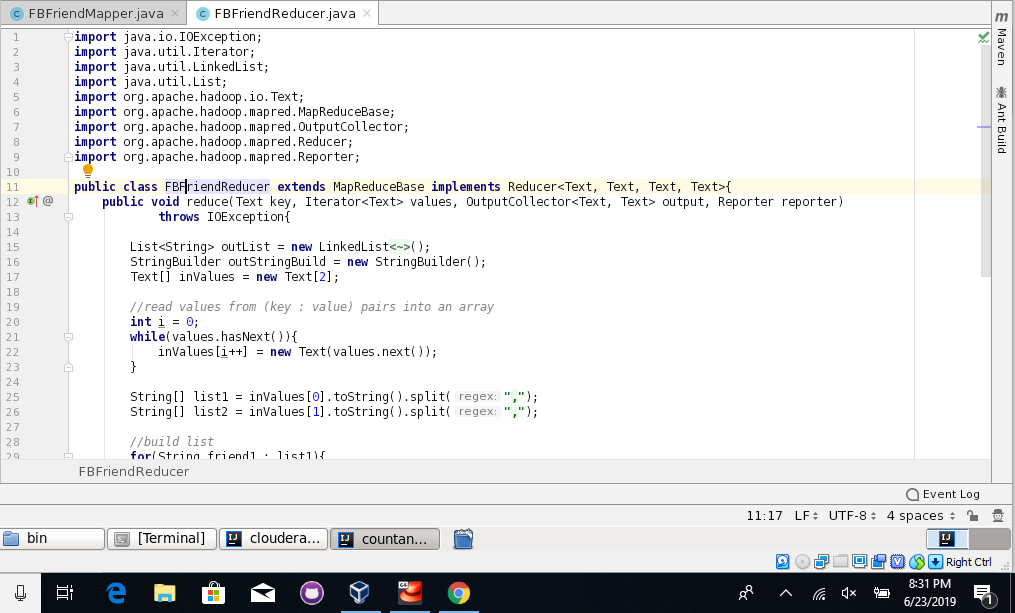 FBFriendMapper.java
FBFriendReducer.java
1 import java.io.IOException;
2 import java.util.Iterator;
3 import java.util.LinkedList;
4 import java.util.List;
5 import org.apache.hadoop.io.Text;
6 import org.apache.hadoop.mapred.MapReduceBase;
7 import org.apache.hadoop.mapred.OutputCollector;
8 import org.apache.hadoop.mapred.Reducer;
9 import org.apache.hadoop.mapred.Reporter;
10
11 public class FBFriendReducer extends MapReduceBase implements Reducer<Text, Text, Text, Text>{
12 @ public void reduce(Text key, Iterator<Text> values, OutputCollector<Text, Text> output, Reporter reporter)
13 throws IOException{
14
15 List<String> outList = new LinkedList<~>();
16 StringBuilder outStringBuild = new StringBuilder();
17 Text[] inValues = new Text[2];
18
19 //read values from (key : value) pairs into an array
20 int i = 0;
21 while(values.hasNext()){
22 inValues[i++] = new Text(values.next());
23 }
24
25 String[] list1 = inValues[0].toString().split( regex: ",");
26 String[] list2 = inValues[1].toString().split( regex: ",");
27
28 //build list
29 for(String friend1 : list1){
m
Maven
Ant Build
FBFriendReducer
Event Log
11:17 LF UTF-8 4 spaces
bin
[Terminal]
IJ cloudera...
IJ countan...
IJ
Right Ctrl
64
8:31 PM
6/23/2019
1